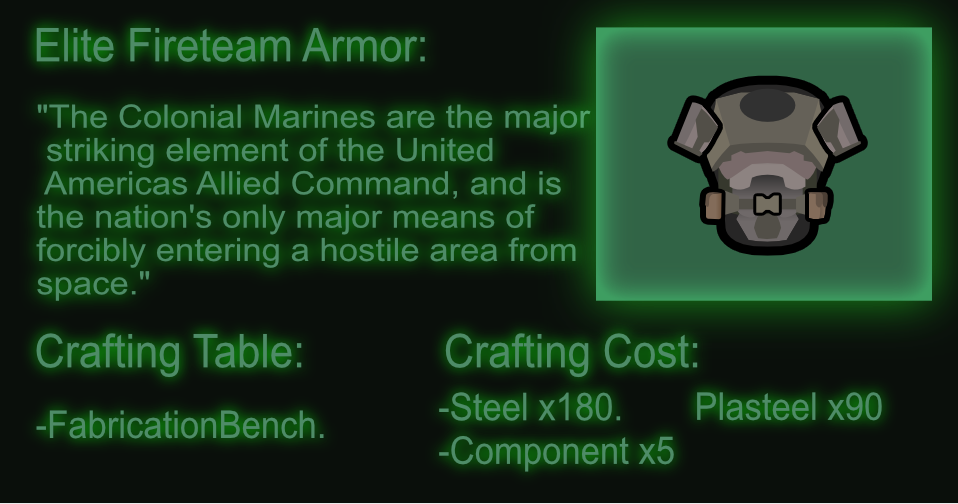 Elite Fireteam Armor:
"The Colonial Marines are the major
striking element of the United
Americas Allied Command, and is
the nation's only major means of
forcibly entering a hostile area from
space."
Crafting Table:
-FabricationBench.
Crafting Cost:
-Steel x180. Plasteel x90
-Component x5